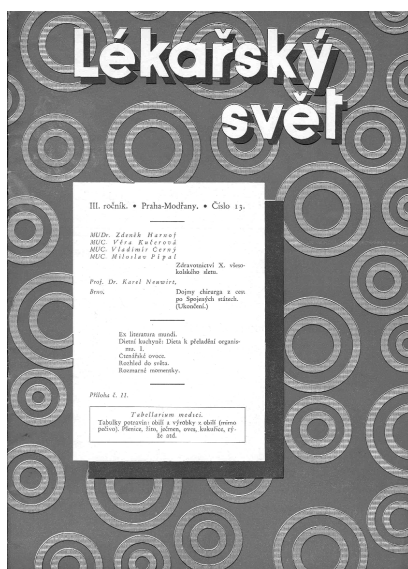 Lékařský
svět
III. ročník. • Praha-Modřany. • Číslo 13.
MUDr. Zdeněk Harnof
MUC. Věra Kučerová
MUC. Vladimír Černý
MUC. Miloslav Pipal
Zdravotnictví X. všeso-
kolského sletu.
Prof. Dr. Karel Neuwirt,
Brno,
Dojmy chirurga z cest
po Spojených státech.
(Ukončení.)
Ex literatura mundi.
Dietní kuchyně: Dieta k přeladění organis-
mu. I.
Čtenářské ovoce.
Rozhled do světa.
Rozmarné momentky.
Příloha č. 11.
Tabellarium medici.
Tabulky potravin: obilí a výrobky z obilí (mimo
pečivo). Pšenice, žito, ječmen, oves, kukuřice, rý-
že atd.